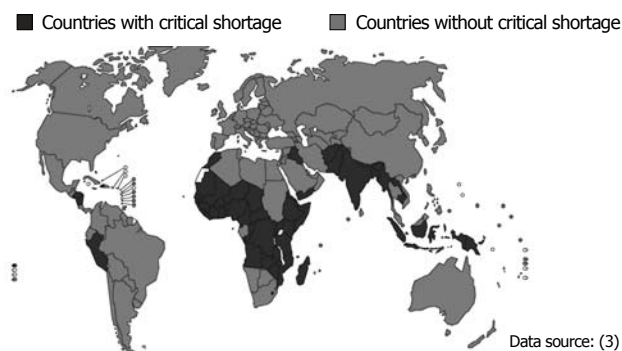 Countries with critical shortage
Countries without critical shortage
Data source: (3)